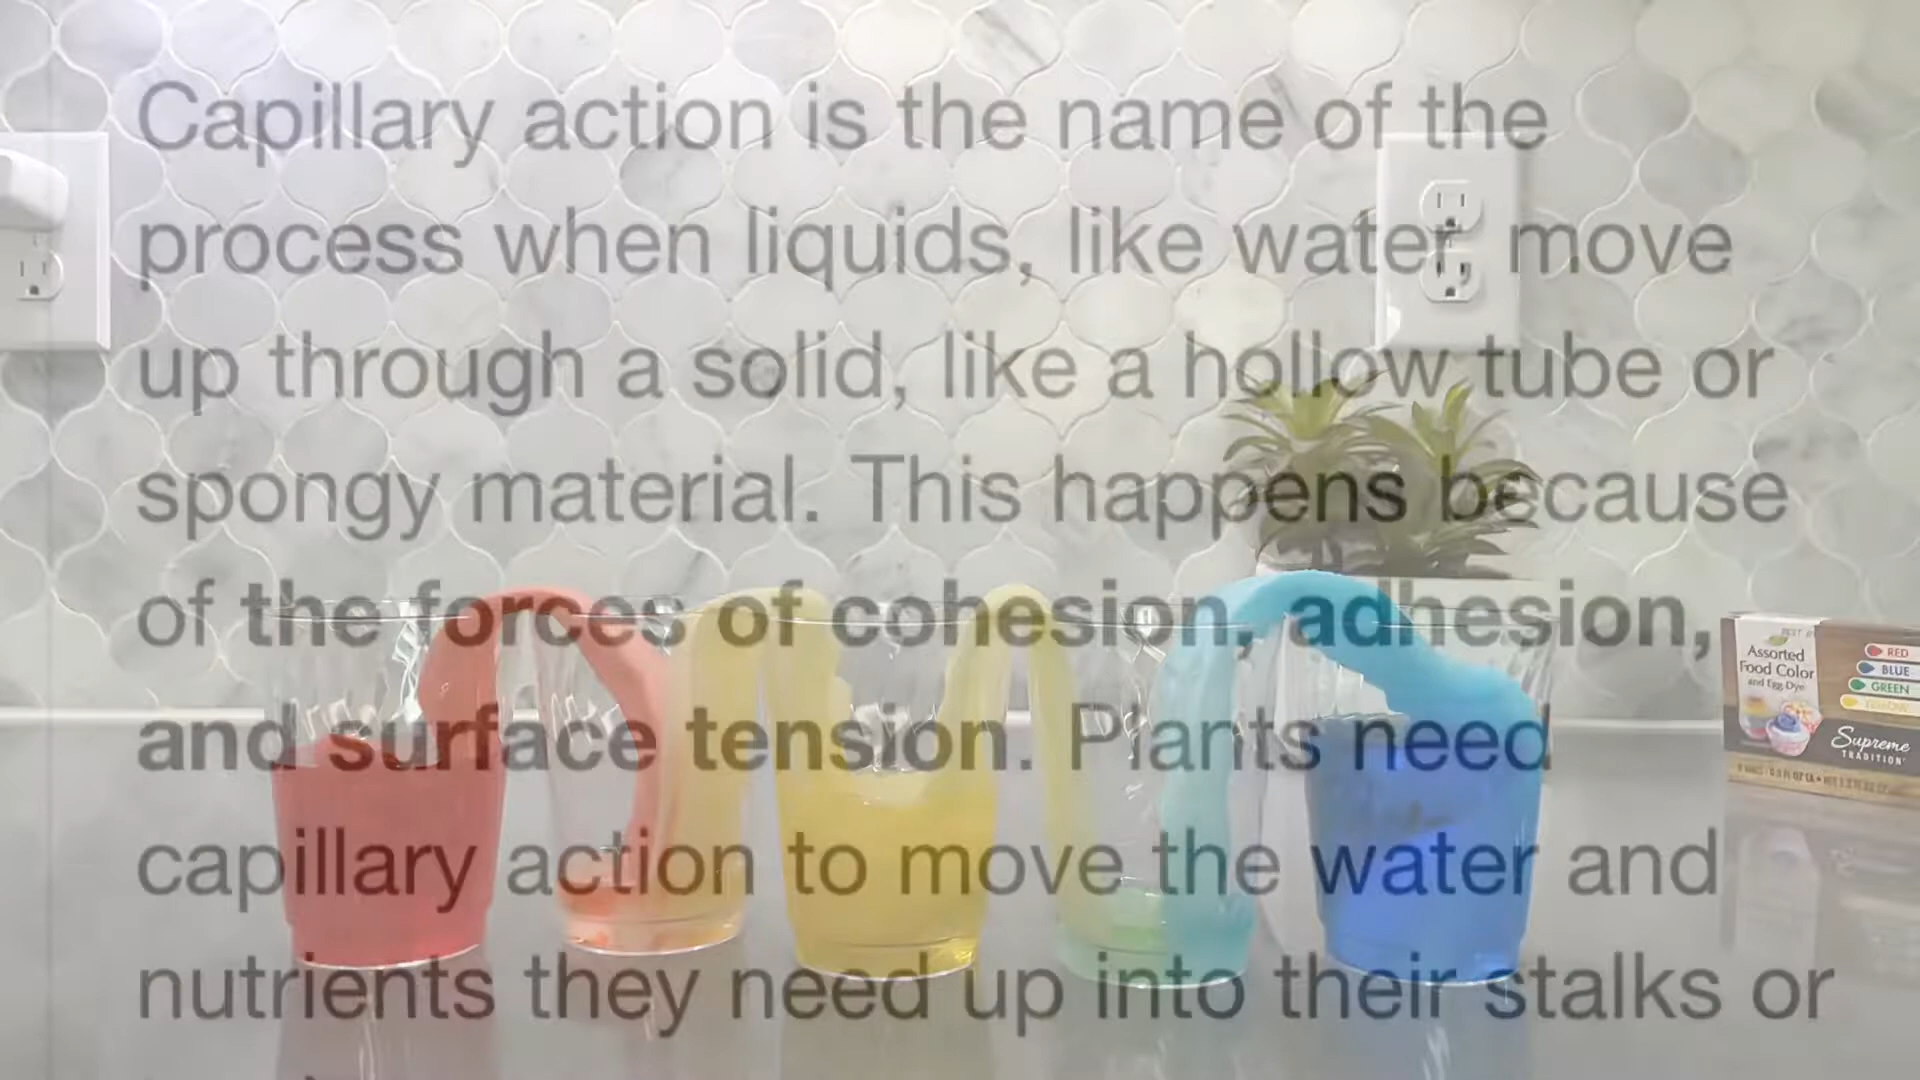 Capillary action is the name of the
process when liquids, like water, move
up through a solid, like a hollow tube or
spongy material. This happens because
of the forces of cohesion, adhesion,
and surface tension. Plants need
capillary action to move the water and
nutrients they need up into their stalks or
Assorted
Food Color
and Egg Dye
RED
BLUE
GREEN
YELLOW
Supreme
TRADITION